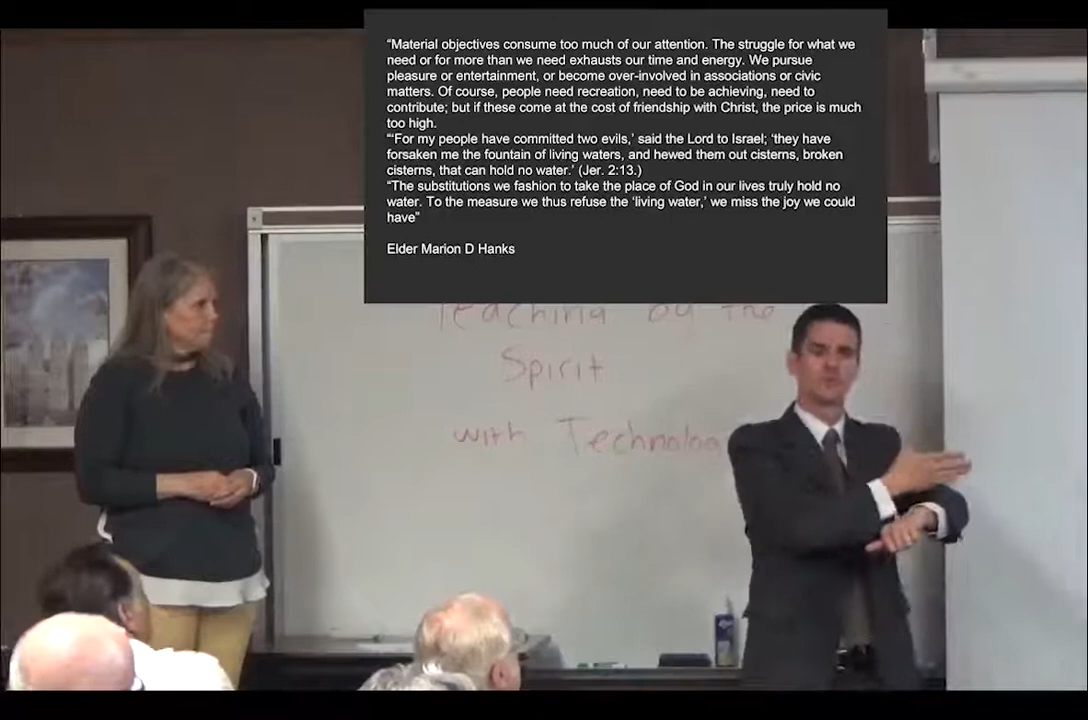 “Material objectives consume too much of our attention. The struggle for what we
need or for more than we need exhausts our time and energy. We pursue
pleasure or entertainment, or become over-involved in associations or civic
matters. Of course, people need recreation, need to be achieving, need to
contribute; but if these come at the cost of friendship with Christ, the price is much
too high.
“‘For my people have committed two evils,’ said the Lord to Israel; ‘they have
forsaken me the fountain of living waters, and hewed them out cisterns, broken
cisterns, that can hold no water.’ (Jer. 2:13.)
“The substitutions we fashion to take the place of God in our lives truly hold no
water. To the measure we thus refuse the ‘living water,’ we miss the joy we could
have”
Elder Marion D Hanks
Teaching by the
Spirit
with Technolog